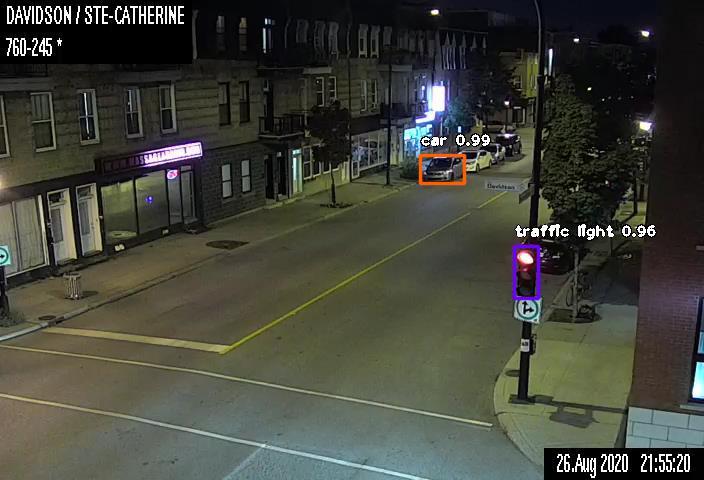 DAVIDSON / STE-CATHERINE
760-245 *
car 0.99
Davidson
traffic light 0.96
26.Aug 2020 21:55:20